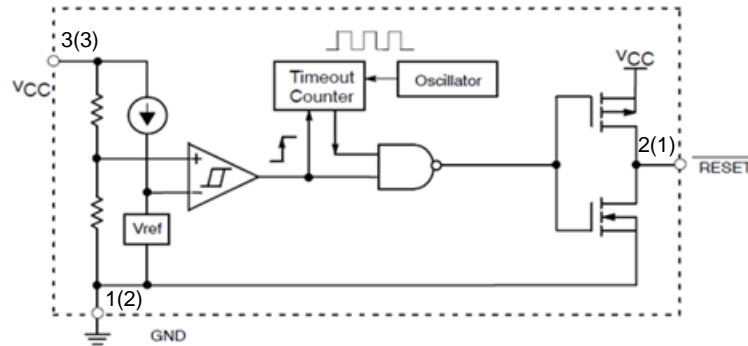 3(3)
VCC
Timeout
Counter
Oscillator
VCC
2(1)
RESET
+
−
Vref
1(2)
GND